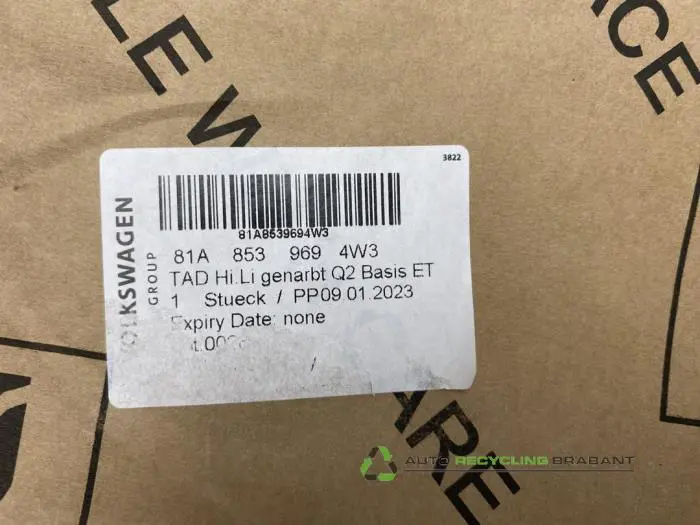 3822
VOLKSWAGEN
GROUP
81A8539694W3
81A 853 969 4W3
TAD Hi.Li genarbt Q2 Basis ET
1 Stueck / PP09.01.2023
Expiry Date: none
/
AUTO RECYCLING BRABANT